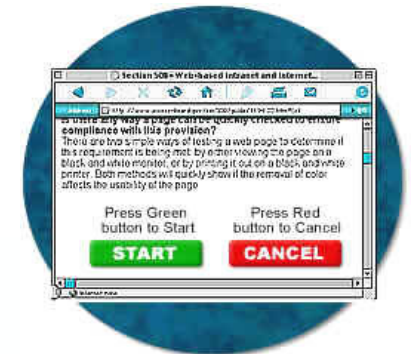 Section 508 - Web-based Intranet and Internet...
Is there any way a page can be quickly checked to ensure
compliance with this provision?
There are two simple ways of testing a web page to determine if
this requirement is being met: by either viewing the page on a
black and white monitor, or by printing it out on a black and white
printer. Both methods will quickly show if the removal of color
affects the usability of the page
Press Green
button to Start
Press Red
button to Cancel
START
CANCEL
Internet zone